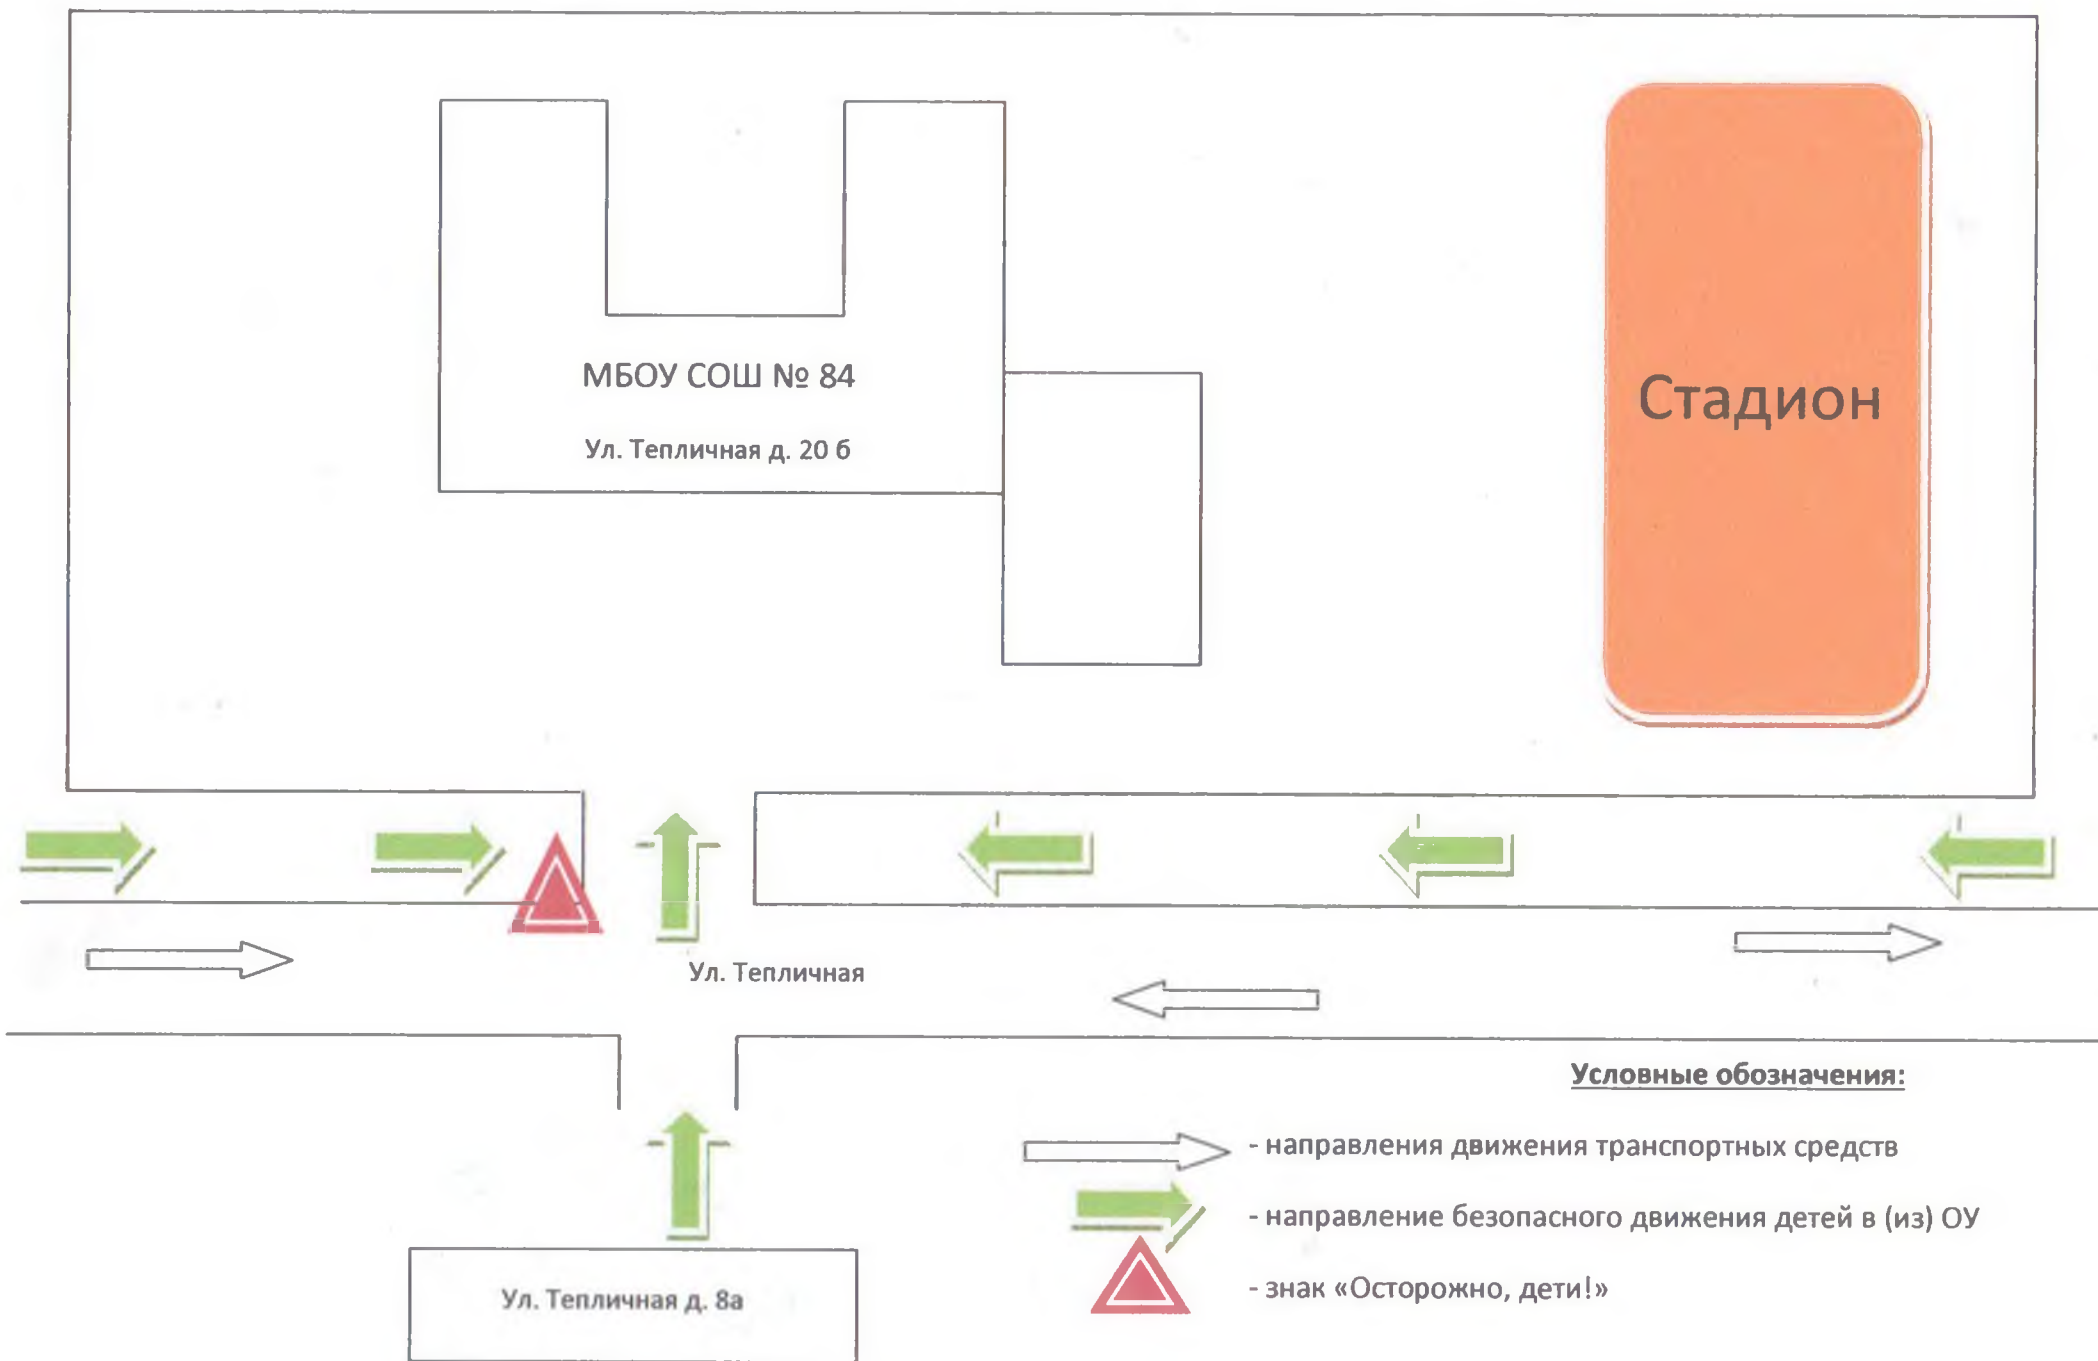 МБОУ СОШ № 84
Ул. Тепличная д. 20 б
Стадион
Ул. Тепличная
Условные обозначения:
- направления движения транспортных средств
- направление безопасного движения детей в (из) ОУ
- знак «Осторожно, дети!»
Ул. Тепличная д. 8а